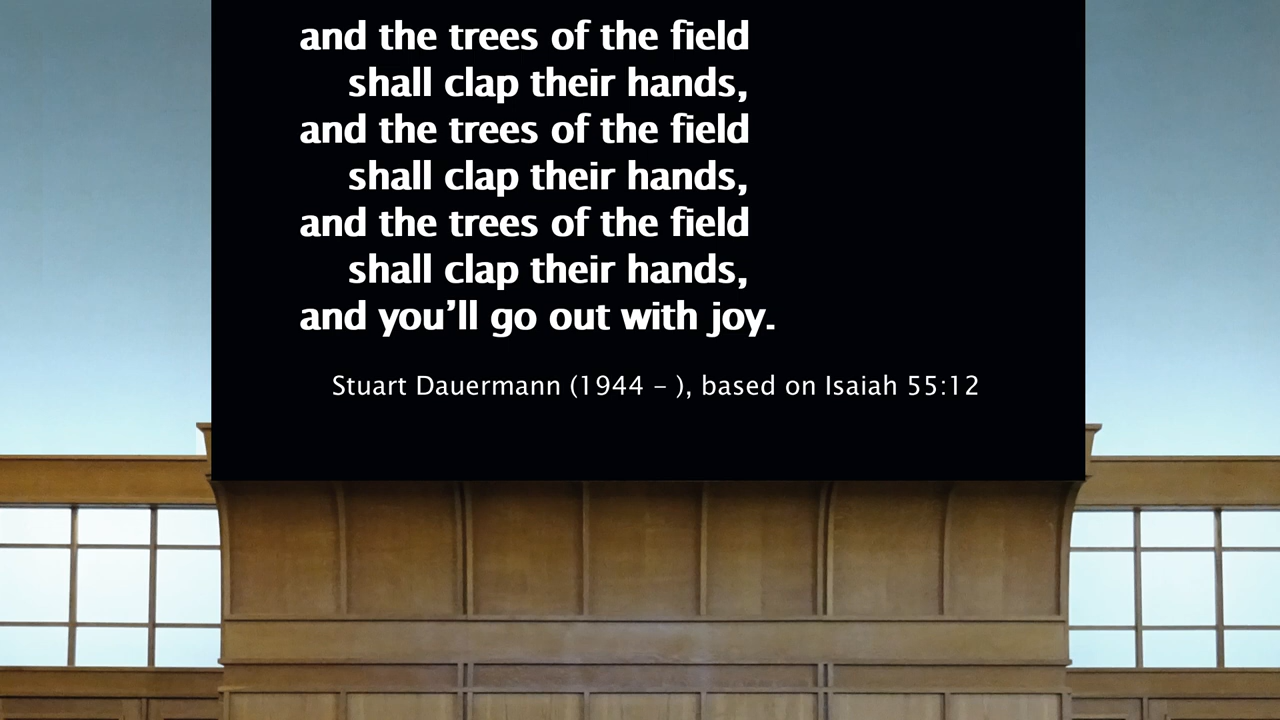 and the trees of the field
shall clap their hands,
and the trees of the field
shall clap their hands,
and the trees of the field
shall clap their hands,
and you’ll go out with joy.
Stuart Dauermann (1944 – ), based on Isaiah 55:12